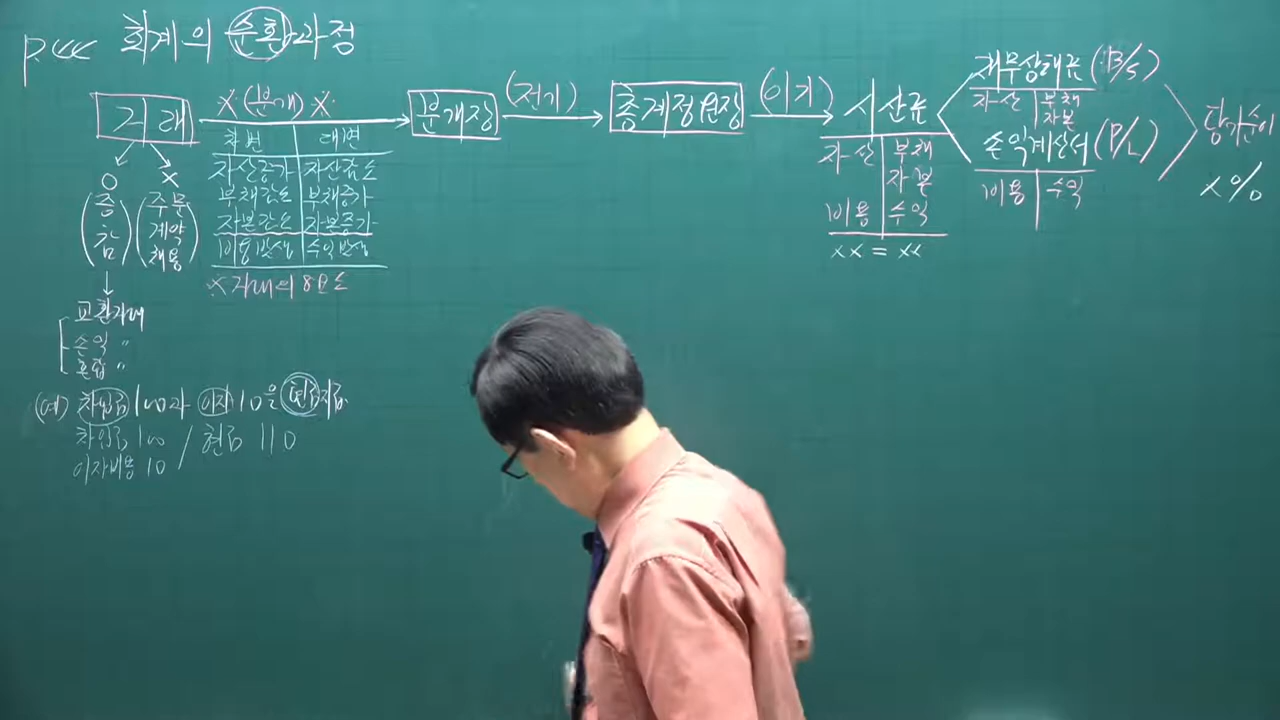 회계의 순환과정
거래
※(분개)※
차변 대변
자산증가 자산감소
부채감소 부채증가
자본감소 자본증가
비용발생 수익발생
※거래의 8요소
분개장
(전기)
총계정원장
(이기)
시산표
자산 부채
자본
비용 수익
xx = xx
재무상태표 (B/S)
자산 부채
자본
손익계산서 (P/L)
비용 수익
당기순이
x%
O X
(증감) (주문 계약 채용)
교환거래
손익 〃
혼합 〃
(예) 차입금 100과 이자 10을 현금지급
차입금 100 / 현금 110
이자비용 10